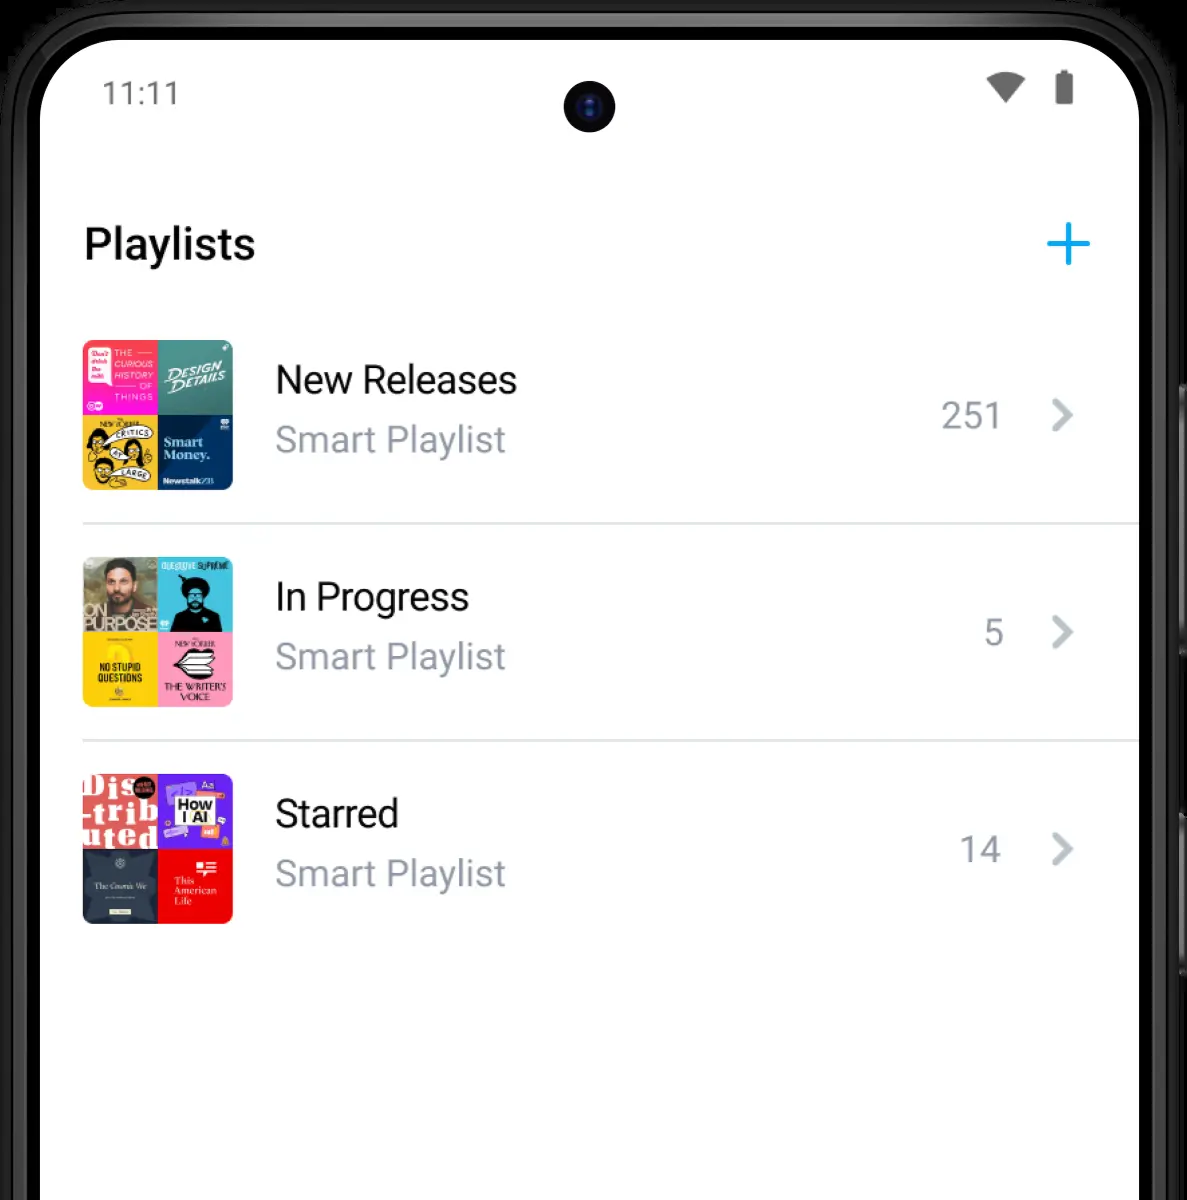 11:11
Playlists
Don't
drink
the
milk
THE
CURIOUS
HISTORY
OF
THINGS
DESIGN
DETAILS
NEW YORKER
CRITICS
AT
LARGE
Smart
Money.
NewstalkZB
New Releases
Smart Playlist
251
ON
PURPOSE
QUESTLOVE SUPREME
NO STUPID
QUESTIONS
NEW YORKER
THE WRITER'S
VOICE
In Progress
Smart Playlist
5
Dis
-trib
uted
Aa
How
I AI
The Cosmic We
This
American
Life
Starred
Smart Playlist
14